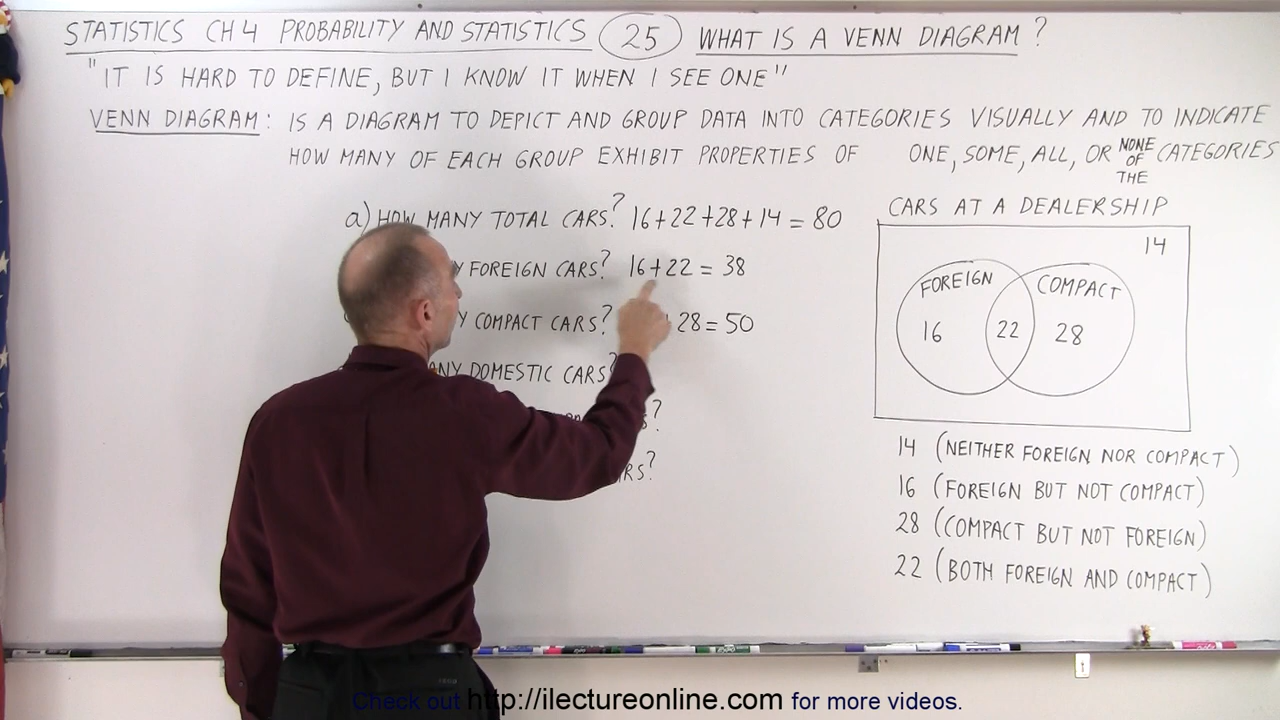 STATISTICS CH 4 PROBABILITY AND STATISTICS 25 WHAT IS A VENN DIAGRAM?
"IT IS HARD TO DEFINE, BUT I KNOW IT WHEN I SEE ONE"
VENN DIAGRAM: IS A DIAGRAM TO DEPICT AND GROUP DATA INTO CATEGORIES VISUALLY AND TO INDICATE
HOW MANY OF EACH GROUP EXHIBIT PROPERTIES OF ONE, SOME, ALL, OR NONE OF THE CATEGORIES
a) HOW MANY TOTAL CARS? 16+22+28+14 = 80
FOREIGN CARS? 16+22 = 38
COMPACT CARS? 28 = 50
DOMESTIC CARS?
CARS AT A DEALERSHIP
14
FOREIGN COMPACT
16 22 28
14 (NEITHER FOREIGN NOR COMPACT)
16 (FOREIGN BUT NOT COMPACT)
28 (COMPACT BUT NOT FOREIGN)
22 (BOTH FOREIGN AND COMPACT)
Check out http://ilectureonline.com for more videos.